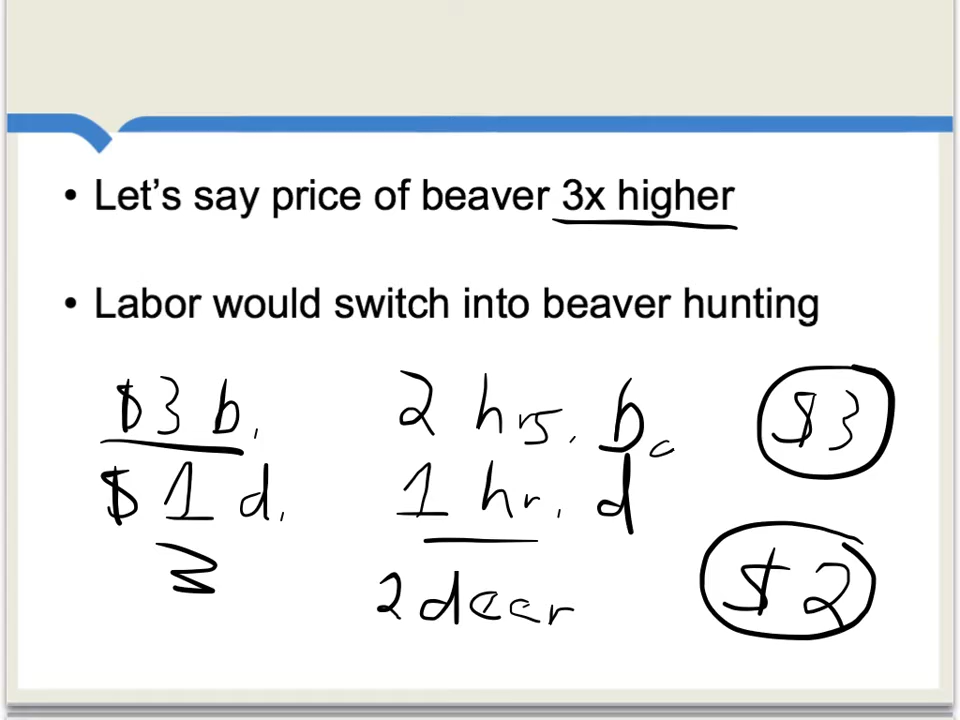 • Let's say price of beaver 3x higher
• Labor would switch into beaver hunting
$3 b. 2 hrs. b. $3
$1 d. 1 hr. d
2 deer $2